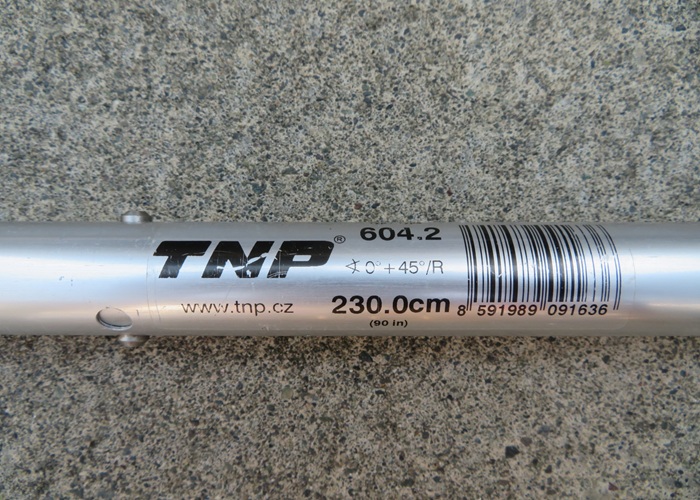 TNP®
604.2
∢ 0° + 45°/R
www.tnp.cz
230.0cm
(90 in)
8 591989 091636